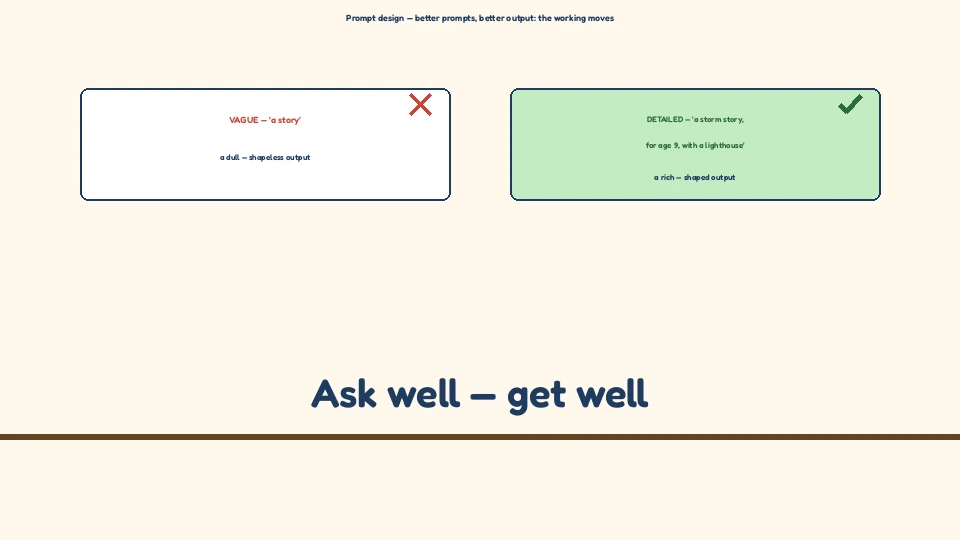 Prompt design — better prompts, better output: the working moves
VAGUE — 'a story'
a dull — shapeless output
DETAILED — 'a storm story,
for age 9, with a lighthouse'
a rich — shaped output
Ask well — get well